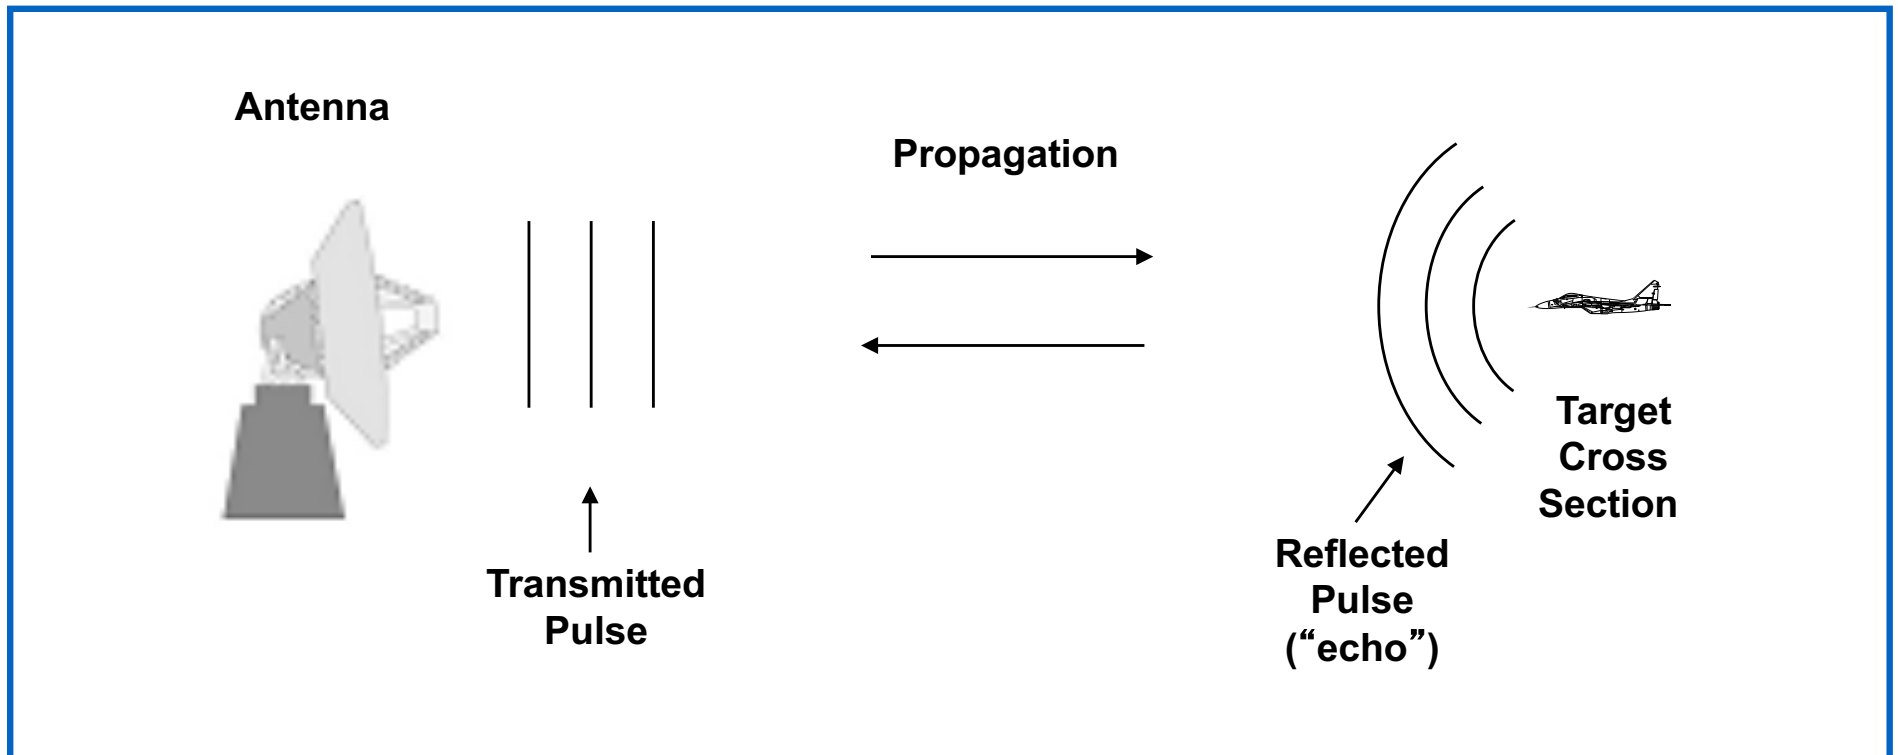 Antenna
Propagation
Transmitted
Pulse
Target
Cross
Section
Reflected
Pulse
(“echo”)